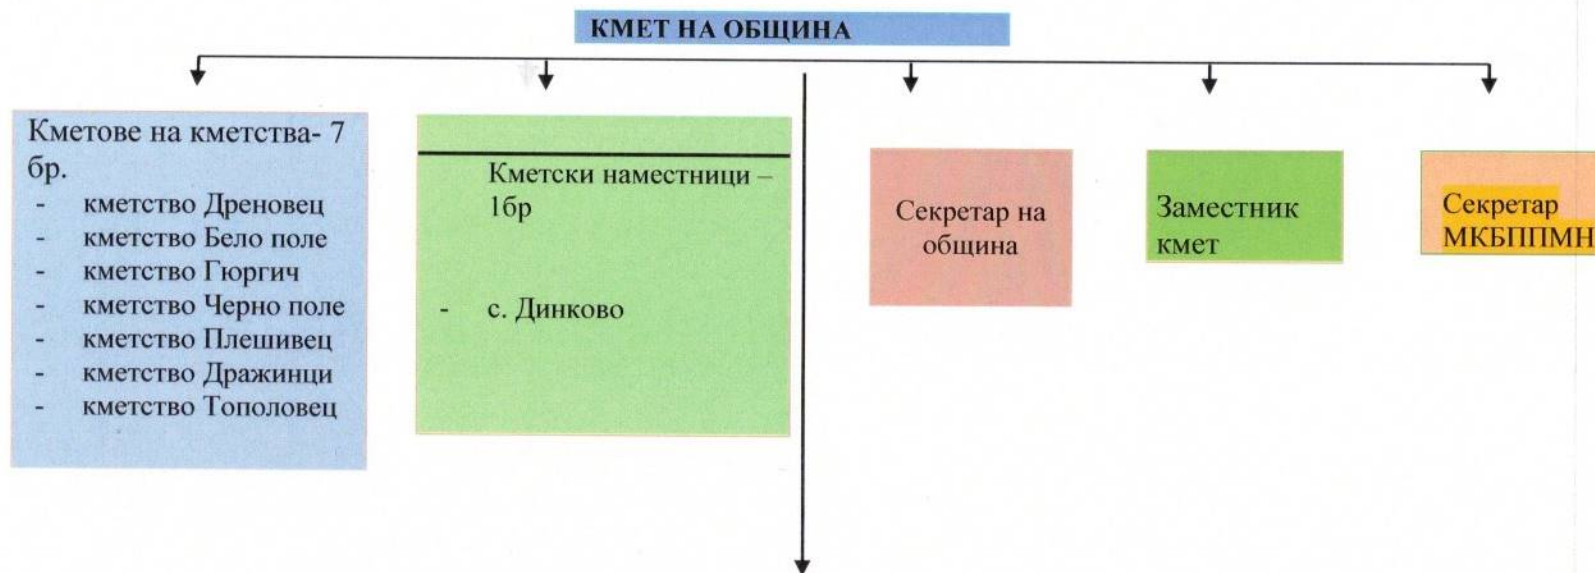 КМЕТ НА ОБЩИНА
Кметове на кметства- 7
бр.
- кметство Дреновец
- кметство Бело поле
- кметство Гюргич
- кметство Черно поле
- кметство Плешивец
- кметство Дражинци
- кметство Тополовец
Кметски наместници –
1бр
- с. Динково
Секретар на
община
Заместник
кмет
Секретар
МКБППМН